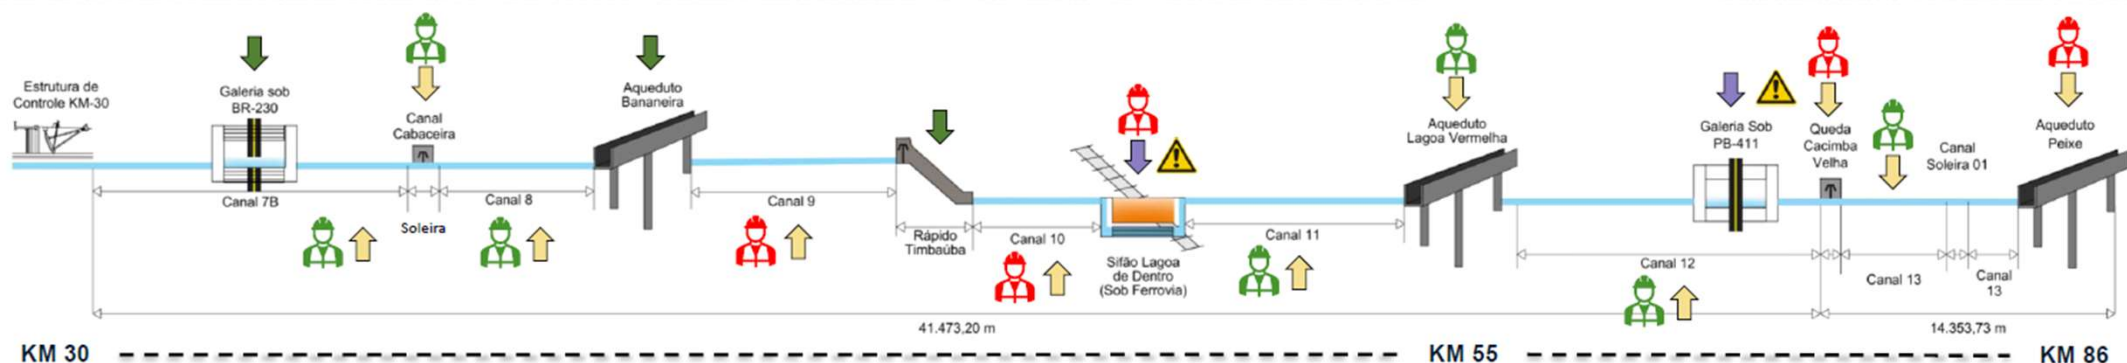 Estrutura de
Controle KM-30
Galeria sob
BR-230
Canal
Cabaceira
Aqueduto
Bananeira
Aqueduto
Lagoa Vermelha
Galeria Sob
PB-411
Queda
Cacimba
Velha
Canal
Soleira 01
Aqueduto
Peixe
Canal 7B
Soleira
Canal 8
Canal 9
Rápido
Timbaúba
Canal 10
Sifão Lagoa
de Dentro
(Sob Ferrovia)
Canal 11
Canal 12
Canal 13
Canal
13
41.473,20 m
14.353,73 m
KM 30
KM 55
KM 86